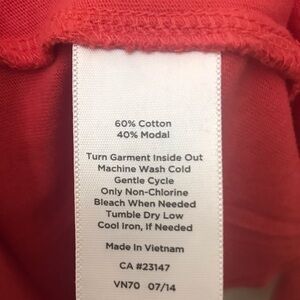 60% Cotton
40% Modal
Turn Garment Inside Out
Machine Wash Cold
Gentle Cycle
Only Non-Chlorine
Bleach When Needed
Tumble Dry Low
Cool Iron, If Needed
Made In Vietnam
CA #23147
VN70 07/14